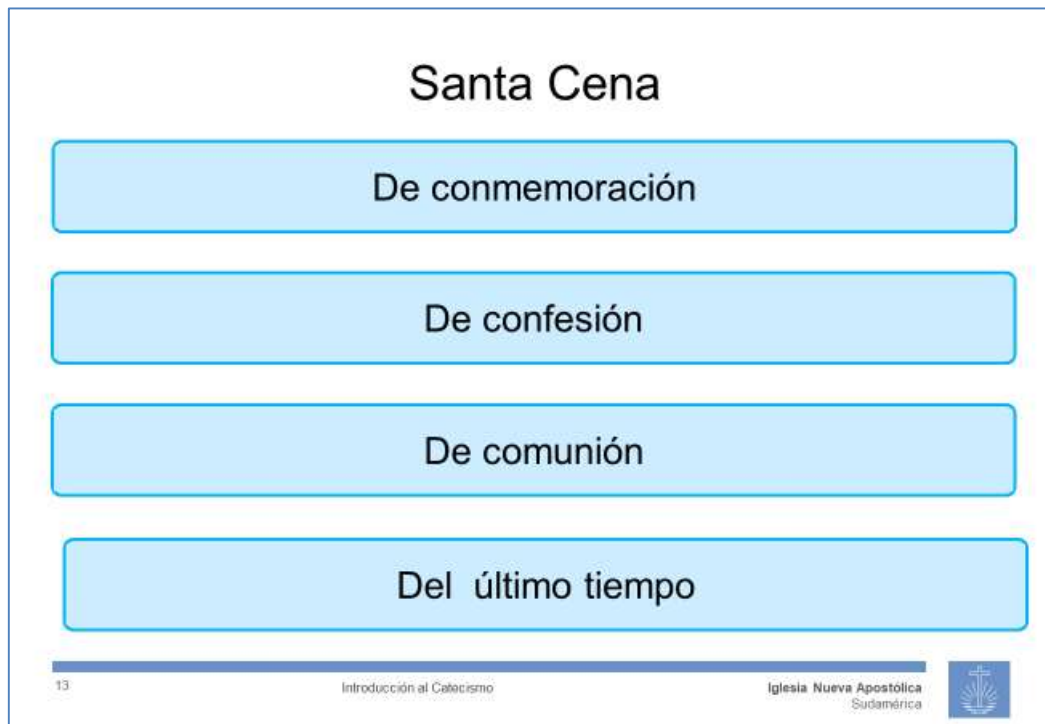 Santa Cena
De conmemoración
De confesión
De comunión
Del  último tiempo
13 Introducción al Catecismo Iglesia Nueva Apostólica
Sudamérica